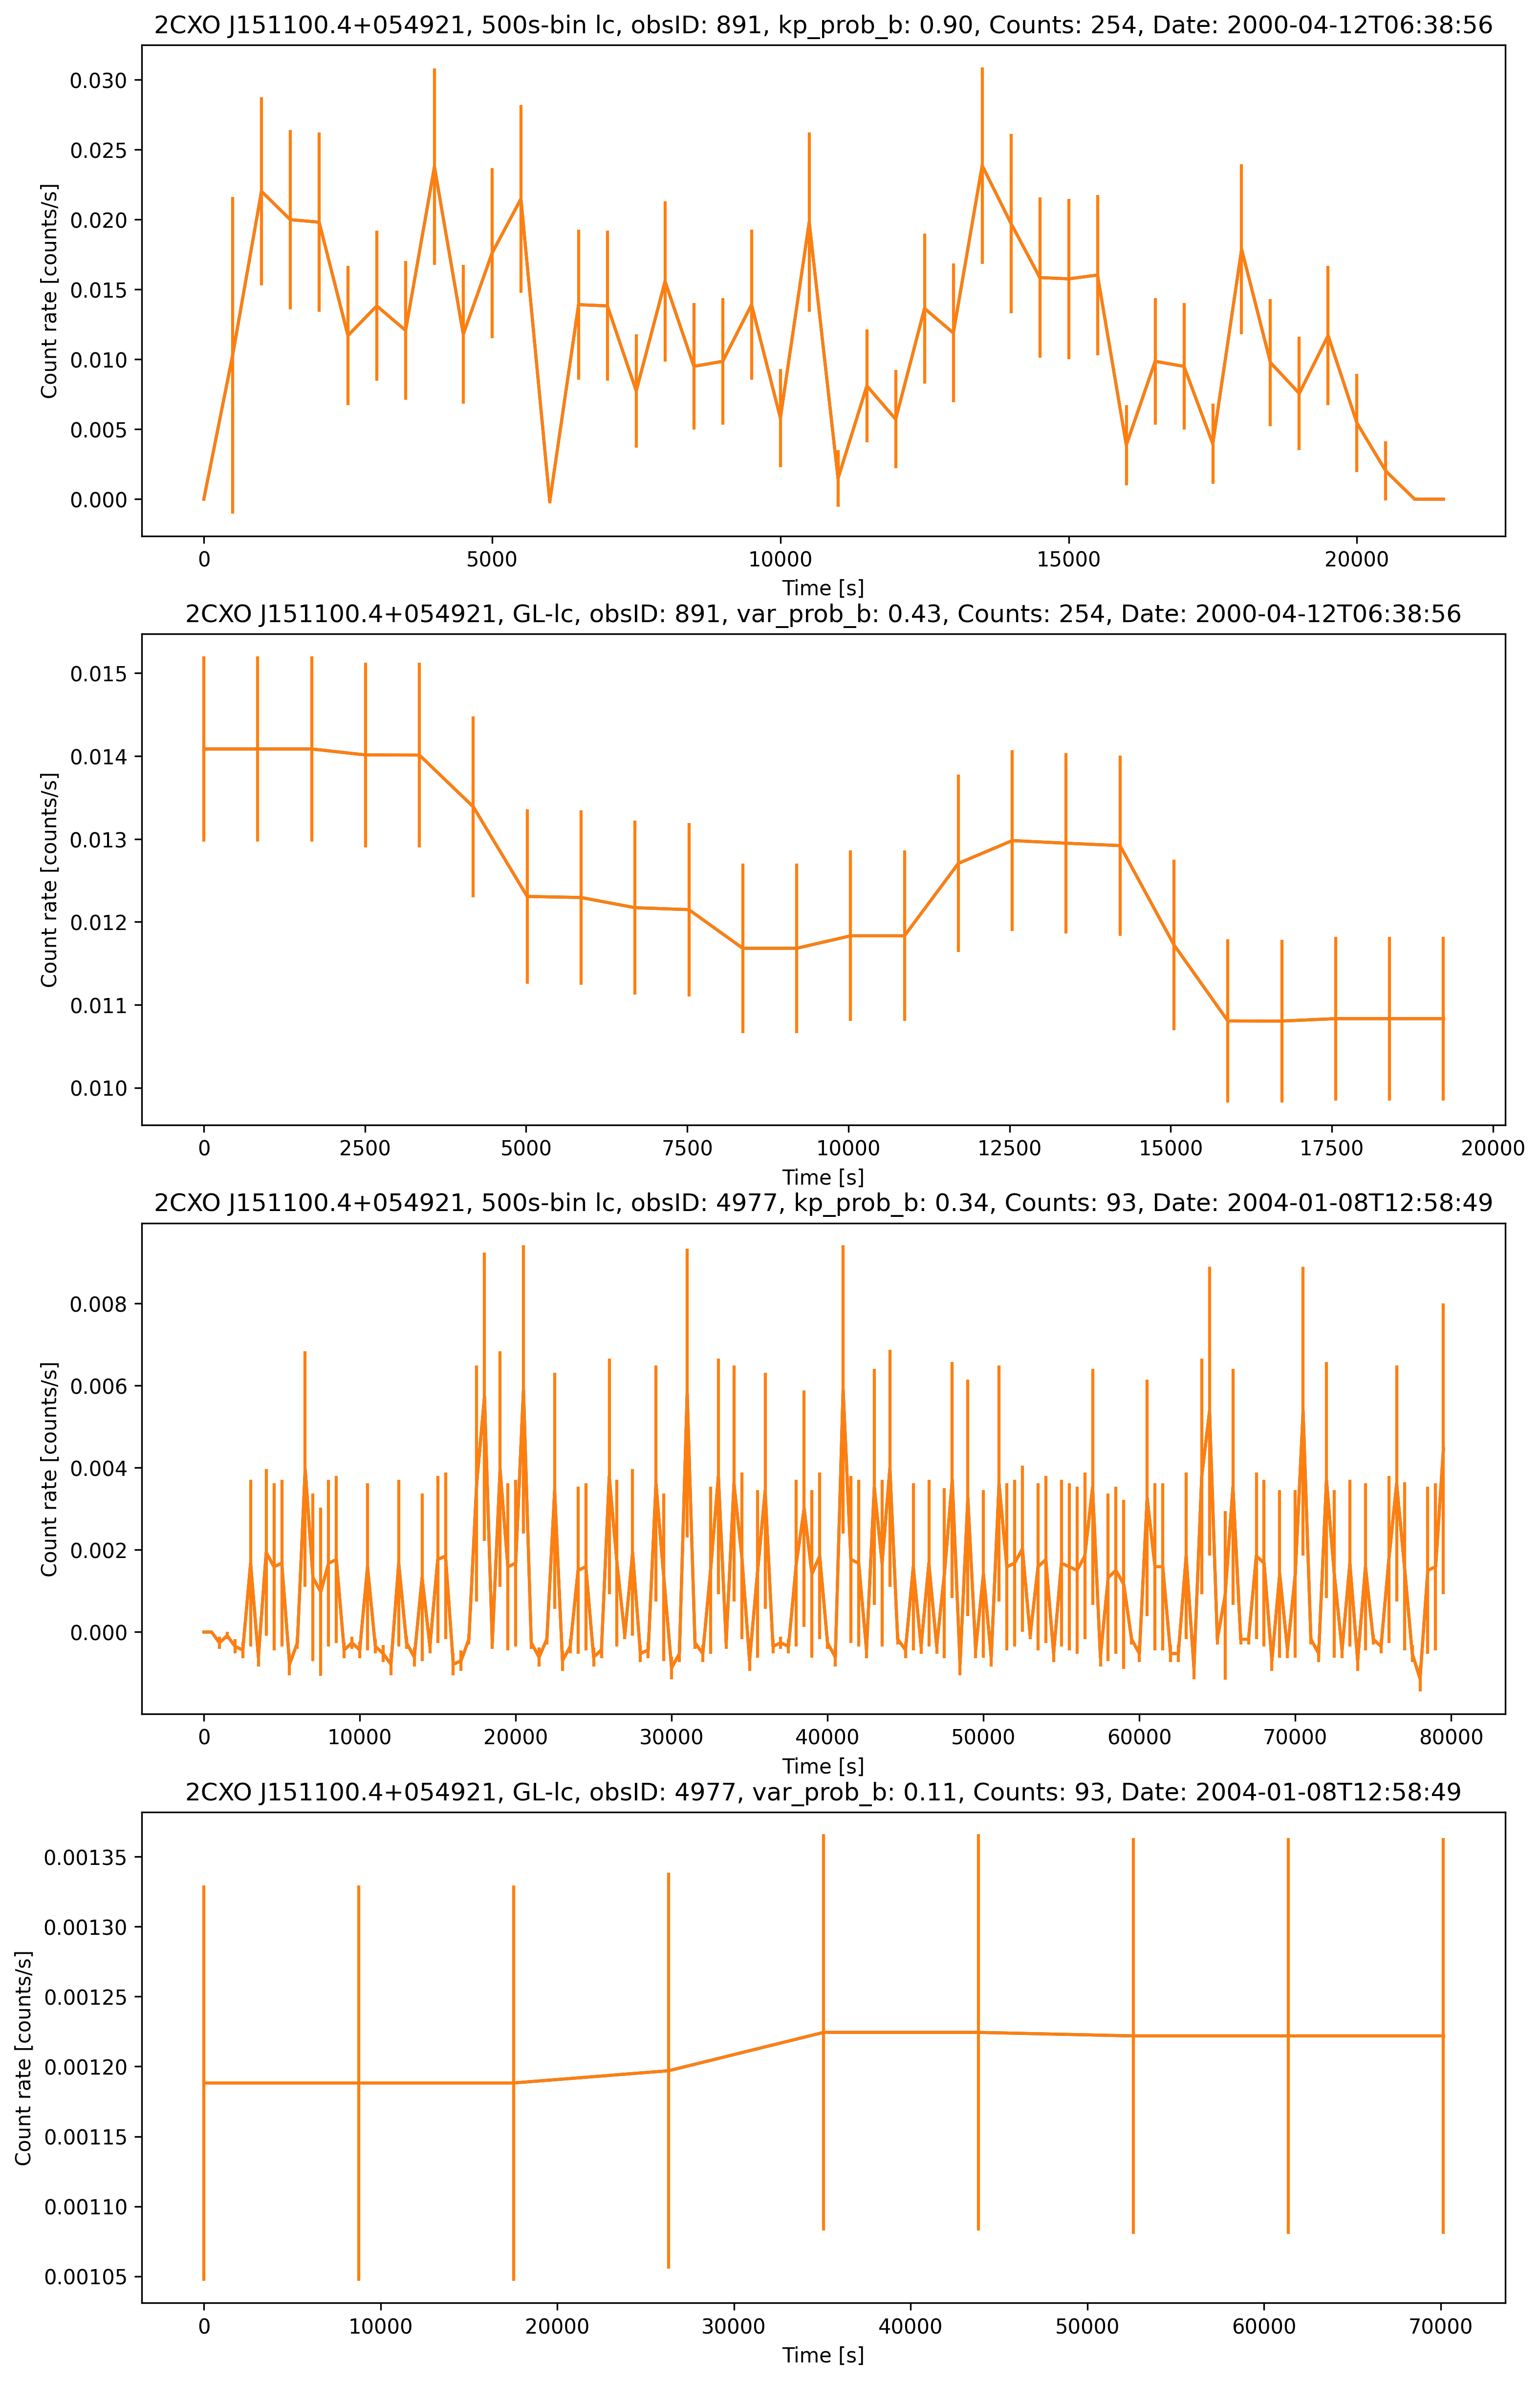 2CXO J151100.4+054921, 500s-bin lc, obsID: 891, kp_prob_b: 0.90, Counts: 254, Date: 2000-04-12T06:38:56
0.030
0.025
0.020
0.015
0.010
0.005
0.000
Count rate [counts/s]
0 5000 10000 15000 20000
Time [s]
2CXO J151100.4+054921, GL-lc, obsID: 891, var_prob_b: 0.43, Counts: 254, Date: 2000-04-12T06:38:56
0.015
0.014
0.013
0.012
0.011
0.010
Count rate [counts/s]
0 2500 5000 7500 10000 12500 15000 17500 20000
Time [s]
2CXO J151100.4+054921, 500s-bin lc, obsID: 4977, kp_prob_b: 0.34, Counts: 93, Date: 2004-01-08T12:58:49
0.008
0.006
0.004
0.002
0.000
Count rate [counts/s]
0 10000 20000 30000 40000 50000 60000 70000 80000
Time [s]
2CXO J151100.4+054921, GL-lc, obsID: 4977, var_prob_b: 0.11, Counts: 93, Date: 2004-01-08T12:58:49
0.00135
0.00130
0.00125
0.00120
0.00115
0.00110
0.00105
Count rate [counts/s]
0 10000 20000 30000 40000 50000 60000 70000
Time [s]